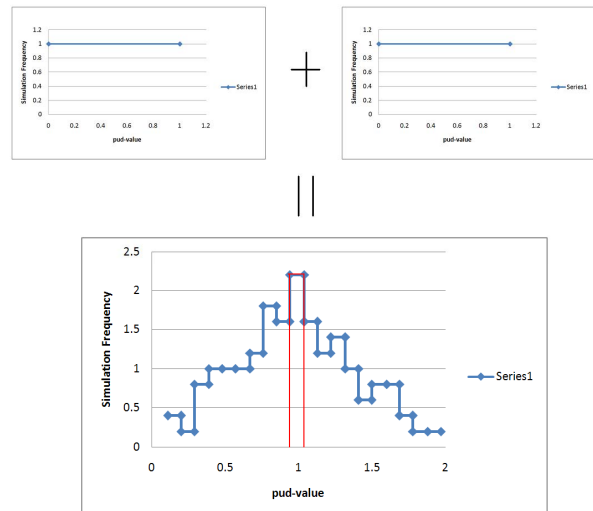 Simulation Frequency
1.2
1
0.8
0.6
0.4
0.2
0
0 0.2 0.4 0.6 0.8 1 1.2
pud-value
Series1
+
Simulation Frequency
1.2
1
0.8
0.6
0.4
0.2
0
0 0.2 0.4 0.6 0.8 1 1.2
pud-value
Series1
Simulation Frequency
2.5
2
1.5
1
0.5
0
0 0.5 1 1.5 2
pud-value
Series1